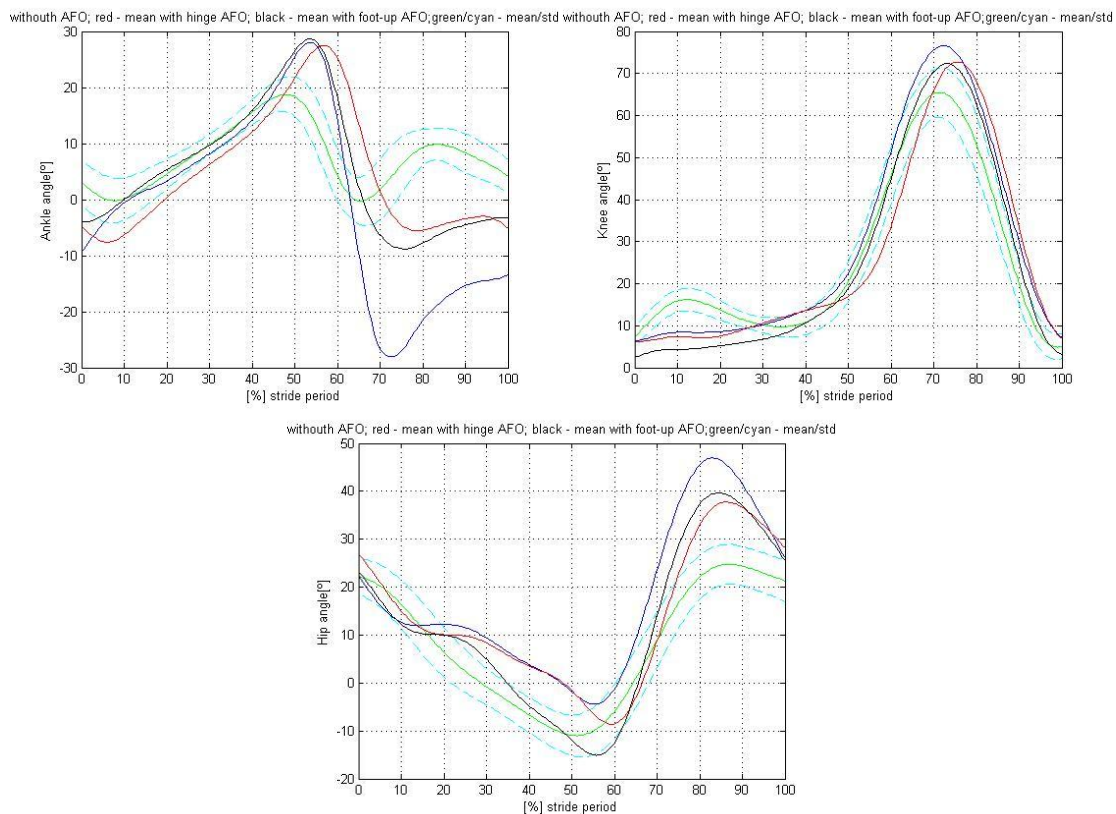 withouth AFO; red - mean with hinge AFO; black - mean with foot-up AFO;green/cyan - mean/std
30
20
10
0
-10
-20
-30
Ankle angle[º]
0 10 20 30 40 50 60 70 80 90 100
[%] stride period
withouth AFO; red - mean with hinge AFO; black - mean with foot-up AFO;green/cyan - mean/std
80
70
60
50
40
30
20
10
0
Knee angle[º]
0 10 20 30 40 50 60 70 80 90 100
[%] stride period
withouth AFO; red - mean with hinge AFO; black - mean with foot-up AFO;green/cyan - mean/std
50
40
30
20
10
0
-10
-20
Hip angle[º]
0 10 20 30 40 50 60 70 80 90 100
[%] stride period